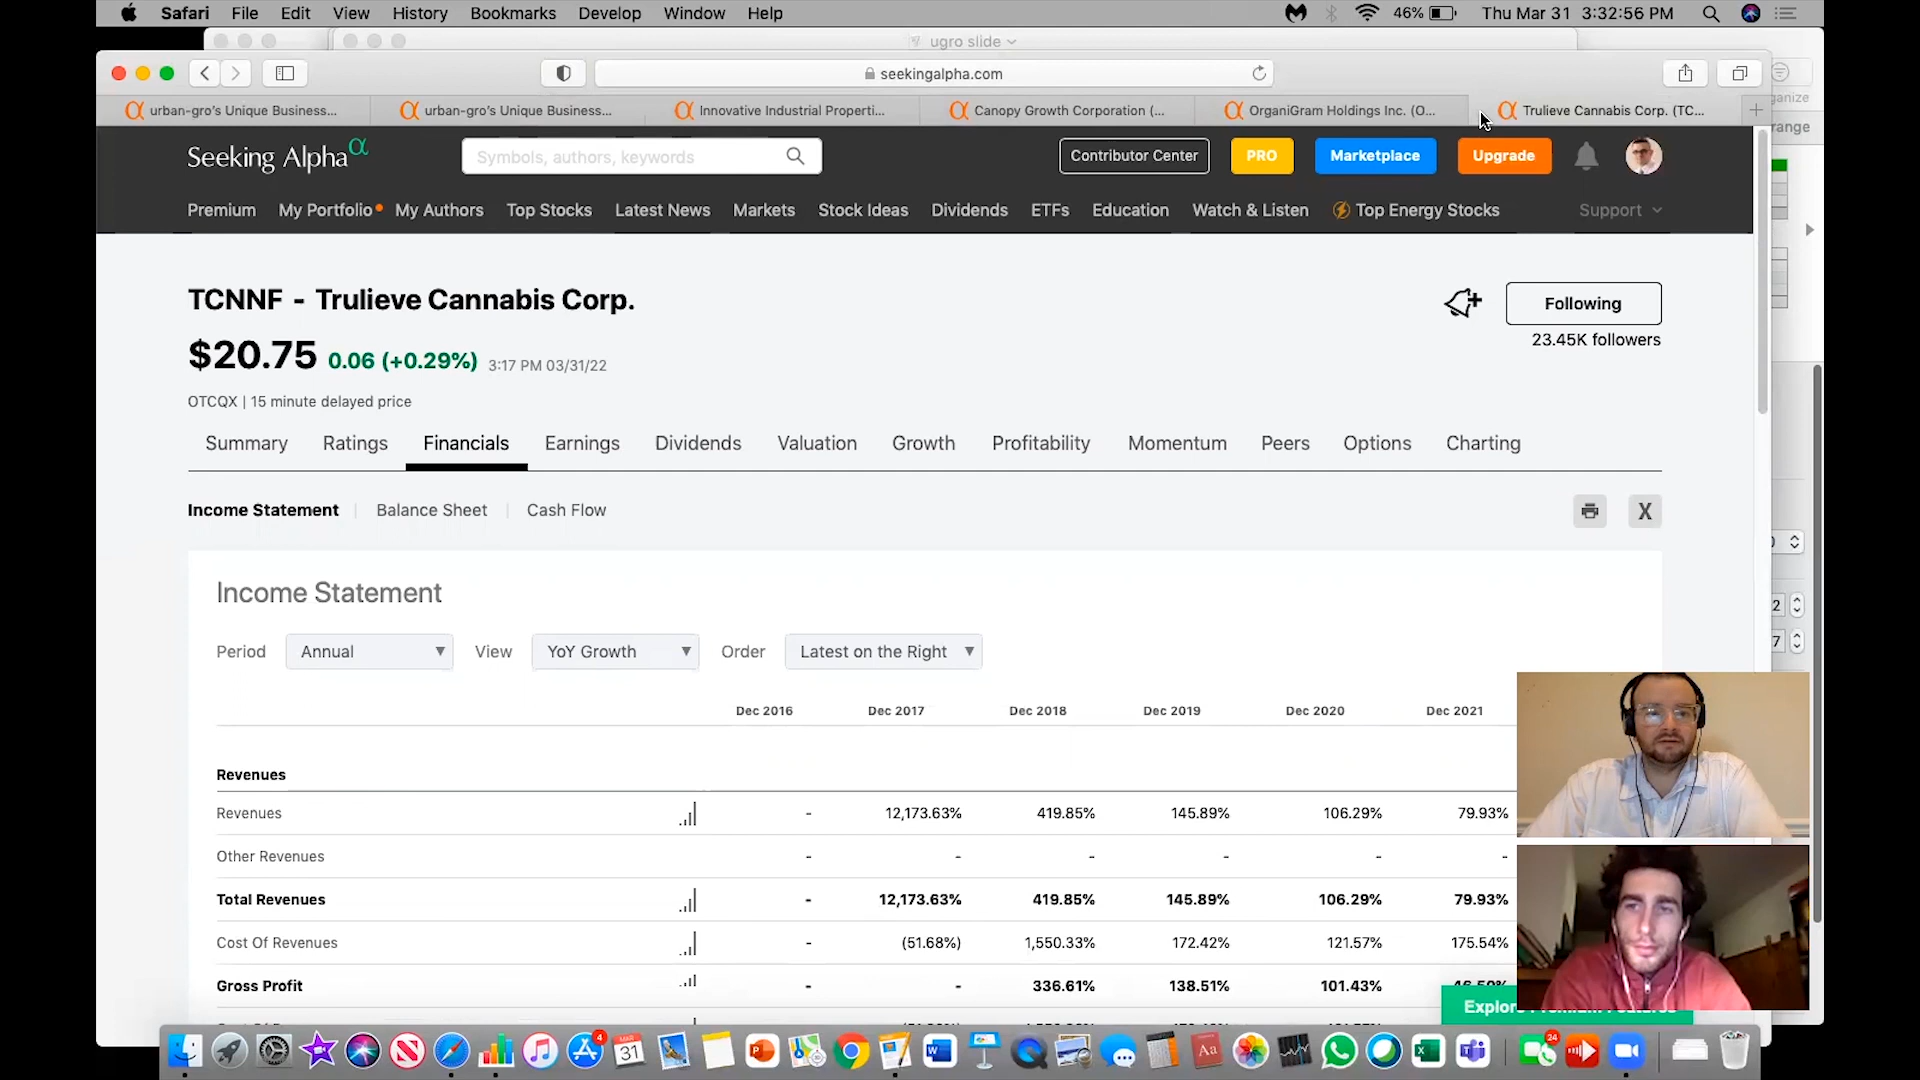 Safari File Edit View History Bookmarks Develop Window Help 46% Thu Mar 31 3:32:56 PM
ugro slide
seekingalpha.com
anize
urban-gro's Unique Business... urban-gro's Unique Business... Innovative Industrial Properti... Canopy Growth Corporation (... OrganiGram Holdings Inc. (O... Trulieve Cannabis Corp. (TC... +
range
Seeking Alpha α Symbols, authors, keywords Contributor Center PRO Marketplace Upgrade
Premium My Portfolio My Authors Top Stocks Latest News Markets Stock Ideas Dividends ETFs Education Watch & Listen Top Energy Stocks Support
TCNNF - Trulieve Cannabis Corp.
Following
23.45K followers
$20.75 0.06 (+0.29%) 3:17 PM 03/31/22
OTCQX | 15 minute delayed price
Summary Ratings Financials Earnings Dividends Valuation Growth Profitability Momentum Peers Options Charting
Income Statement | Balance Sheet | Cash Flow X
Income Statement
2
Period Annual View YoY Growth Order Latest on the Right
7
Dec 2016 Dec 2017 Dec 2018 Dec 2019 Dec 2020 Dec 2021
Revenues
Revenues - 12,173.63% 419.85% 145.89% 106.29% 79.93%
Other Revenues - - - - - -
Total Revenues - 12,173.63% 419.85% 145.89% 106.29% 79.93%
Cost Of Revenues - (51.68%) 1,550.33% 172.42% 121.57% 175.54%
Gross Profit - - 336.61% 138.51% 101.43%
Explor
4 MAR 31 P W Aa X T 24